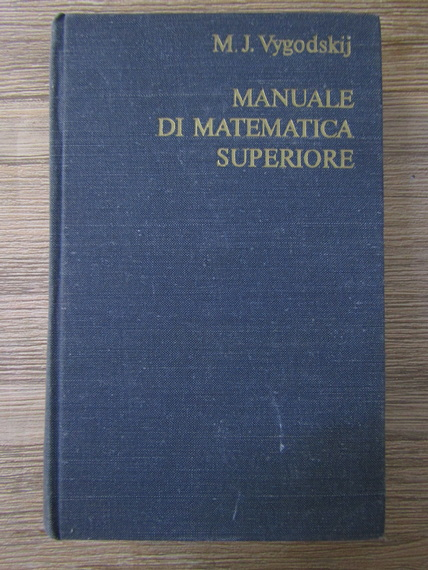 M. J. Vygodskij
MANUALE
DI MATEMATICA
SUPERIORE